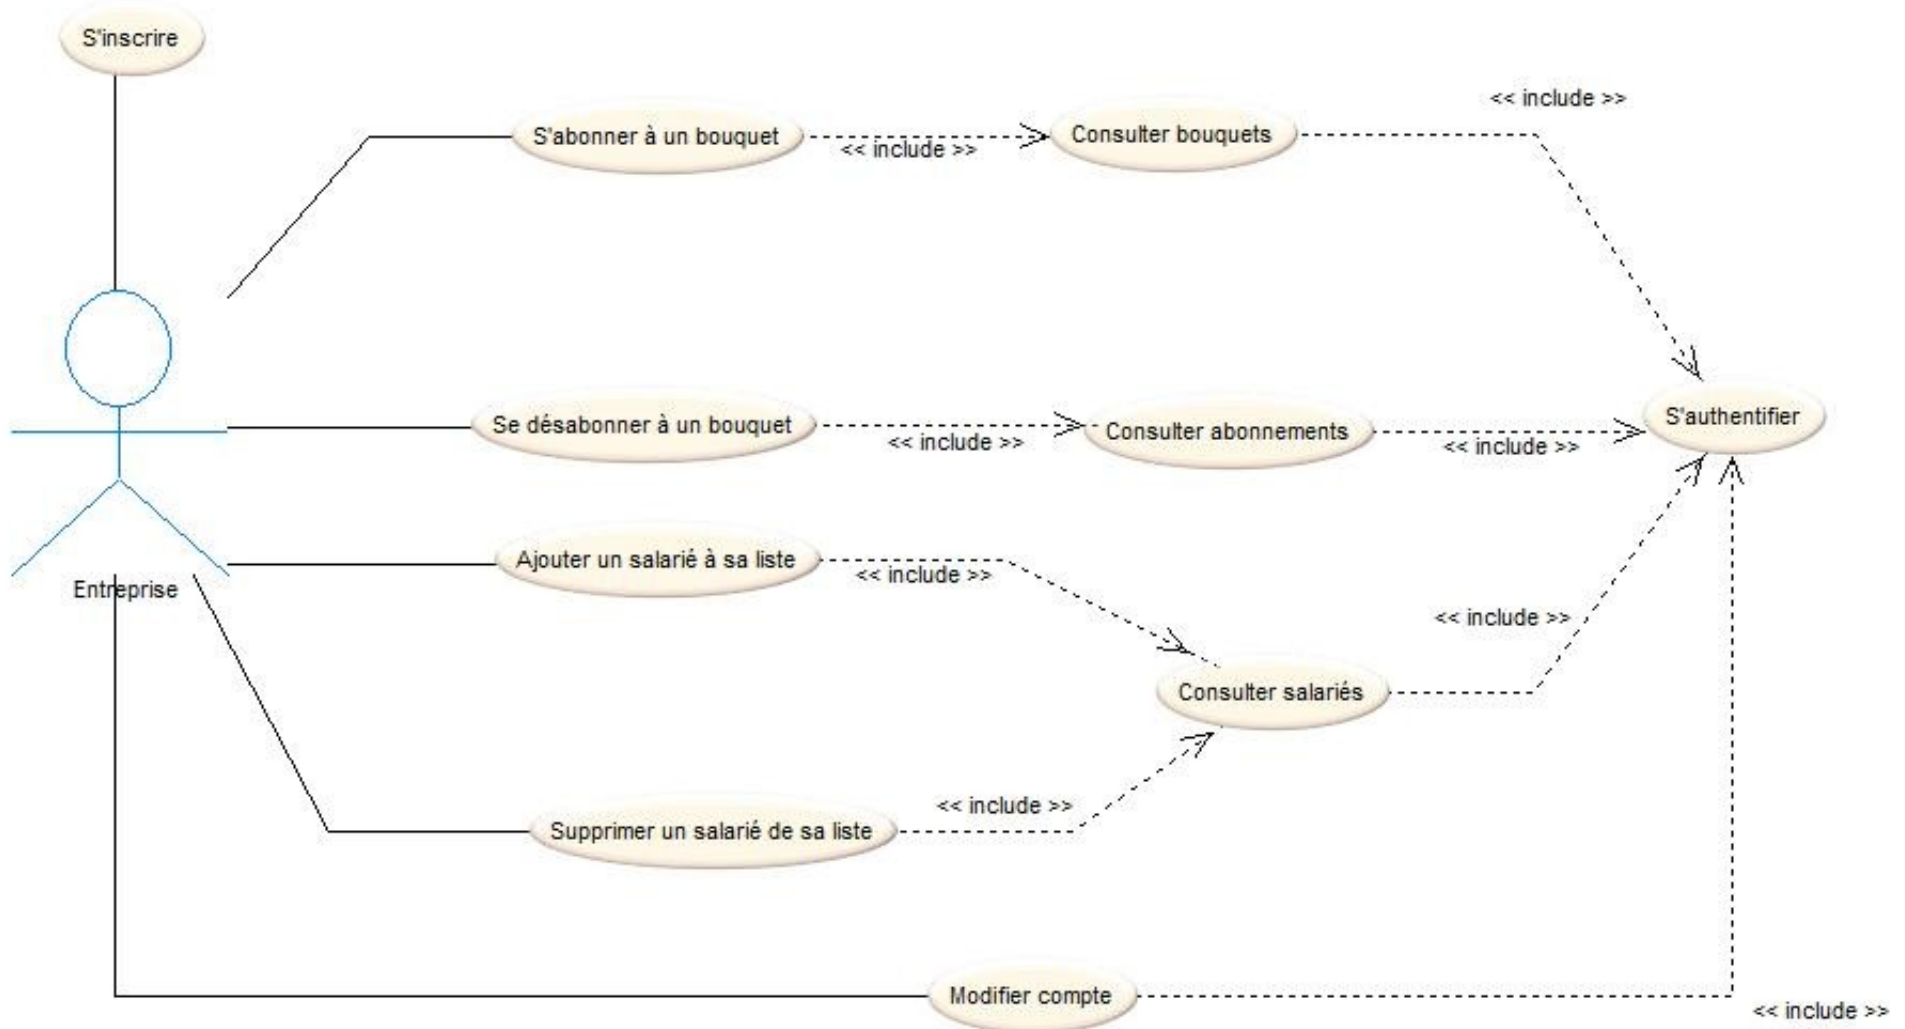 S'inscrire
<< include >>
S'abonner à un bouquet
<< include >>
Consulter bouquets
Se désabonner à un bouquet
<< include >>
Consulter abonnements
<< include >>
S'authentifier
Ajouter un salarié à sa liste
<< include >>
Entreprise
<< include >>
Consulter salariés
<< include >>
Supprimer un salarié de sa liste
Modifier compte
<< include >>